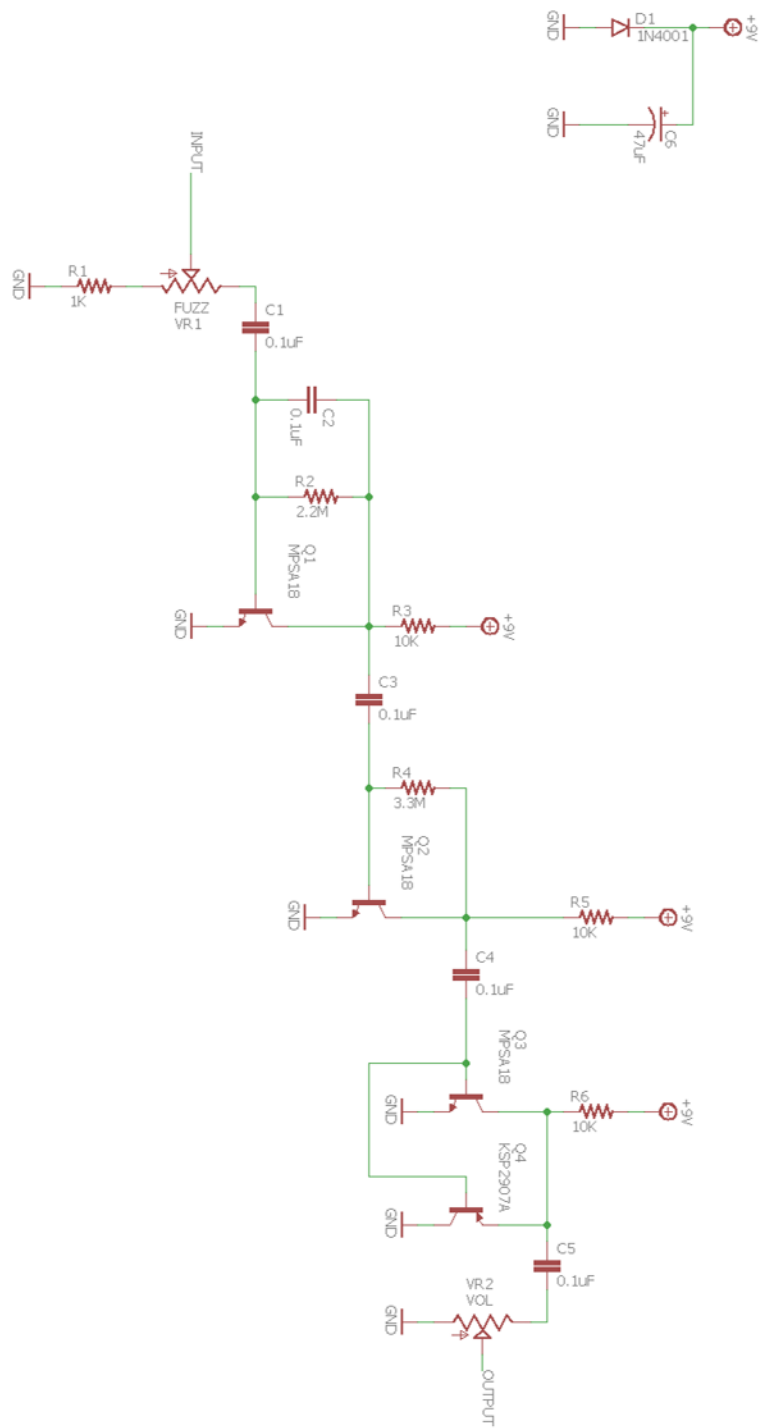 GND
D1
1N4001
+9V
GND
47uF
C6
INPUT
GND
R1
1K
FUZZ
VR1
C1
0.1uF
0.1uF
C2
R2
2.2M
Q1
MPSA18
GND
R3
10K
+9V
C3
0.1uF
R4
3.3M
Q2
MPSA18
GND
R5
10K
+9V
C4
0.1uF
Q3
MPSA18
GND
R6
10K
+9V
Q4
KSP2907A
GND
C5
0.1uF
VR2
VOL
GND
OUTPUT